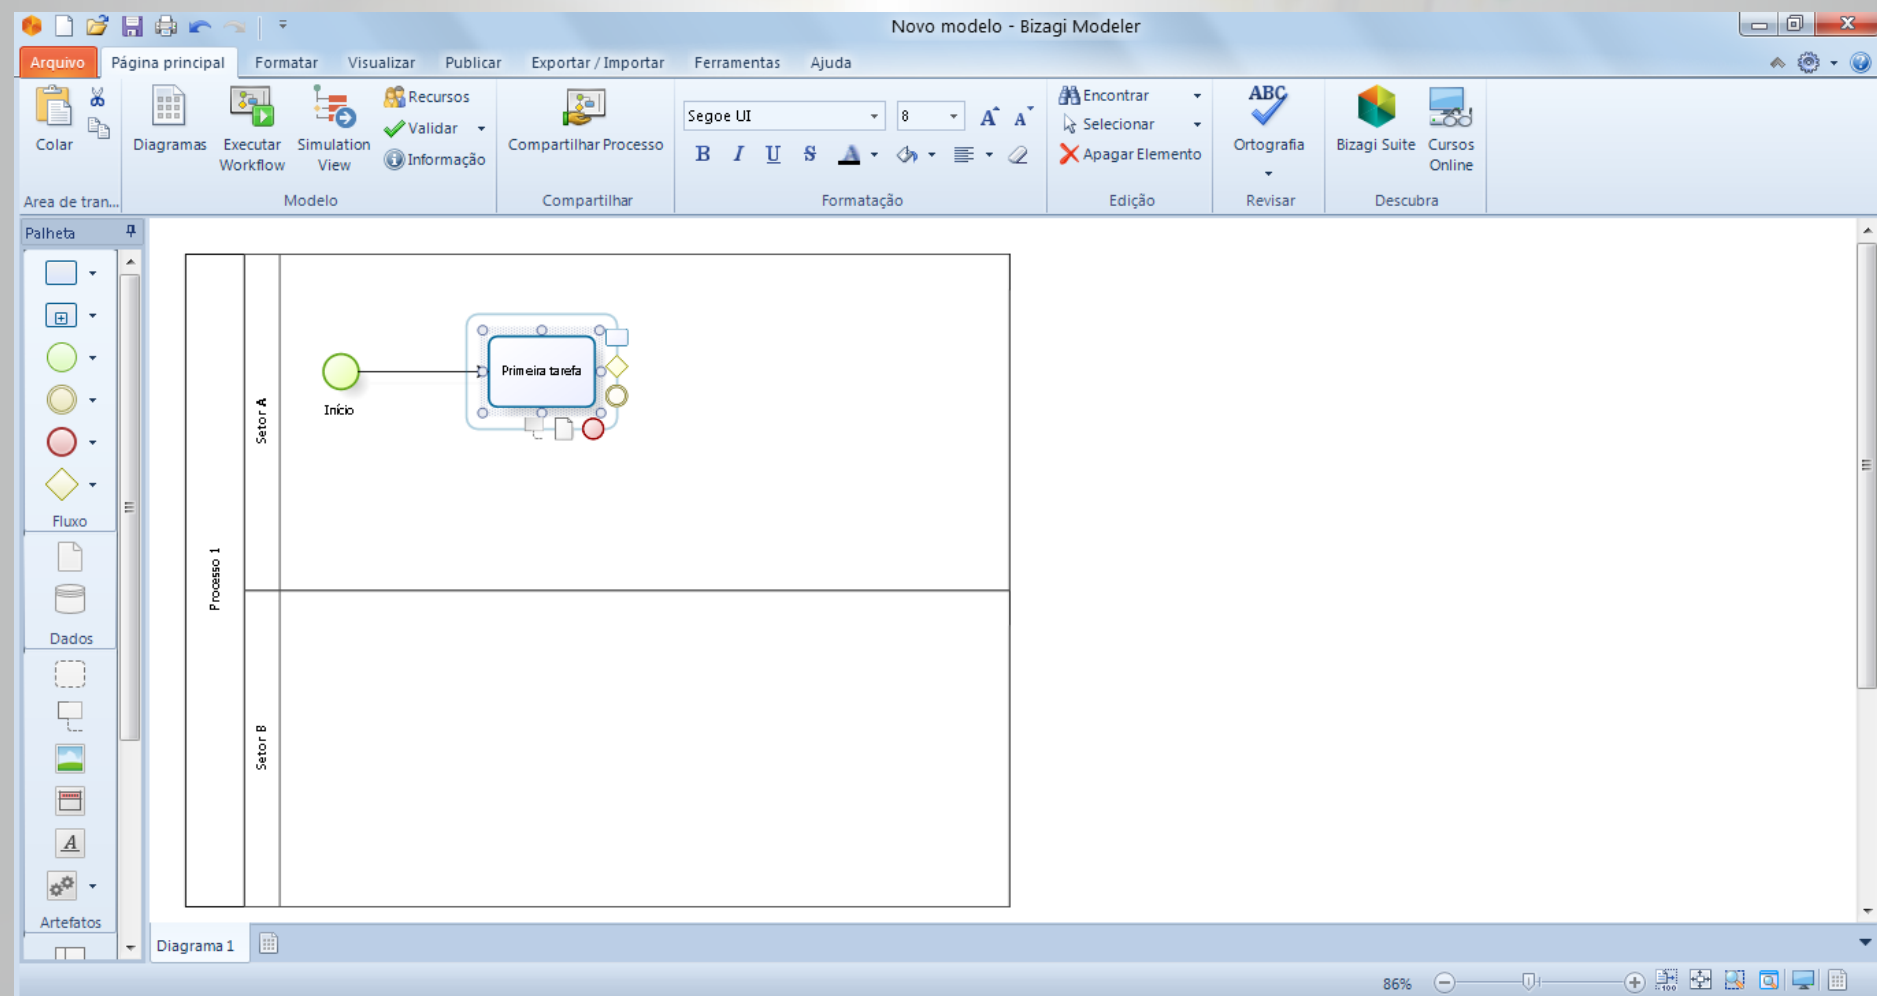 Novo modelo - Bizagi Modeler
Arquivo Página principal Formatar Visualizar Publicar Exportar / Importar Ferramentas Ajuda
Colar
Area de tran...
Diagramas
Executar Workflow
Simulation View
Recursos
Validar
Informação
Modelo
Compartilhar Processo
Compartilhar
Segoe UI 8 A A
B I U S A
Formatação
Encontrar
Selecionar
Apagar Elemento
Edição
ABC
Ortografia
Revisar
Bizagi Suite
Cursos Online
Descubra
Palheta
Fluxo
Dados
A
Artefatos
Processo 1
Setor A
Início
Primeira tarefa
Setor B
Diagrama 1
86%
100